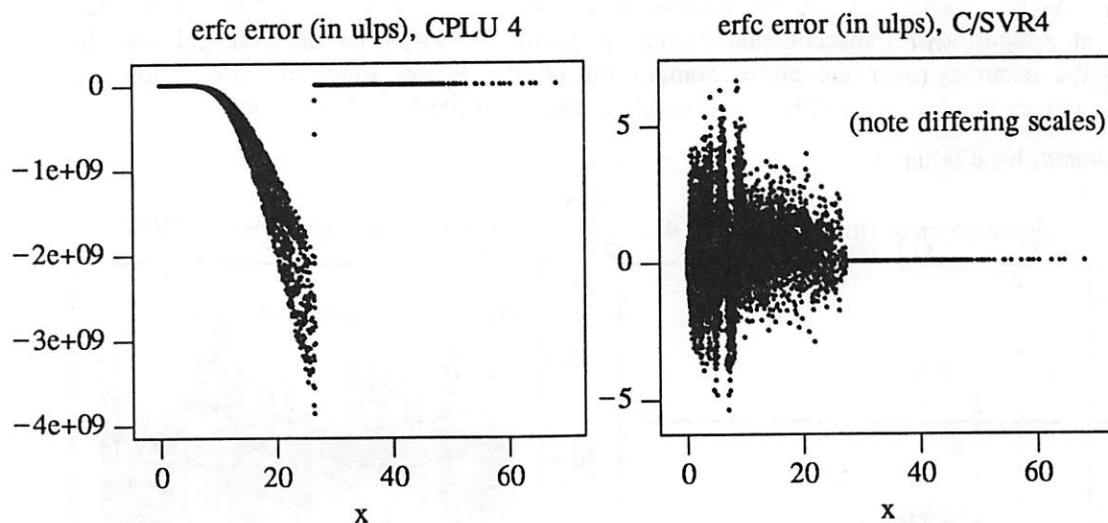 erfc error (in ulps), CPLU 4
0
−1e+09
−2e+09
−3e+09
−4e+09
0 20 40 60
x
erfc error (in ulps), C/SVR4
(note differing scales)
5
0
−5
0 20 40 60
x